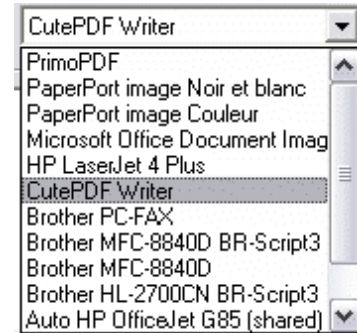 CutePDF Writer
PrimoPDF
PaperPort image Noir et blanc
PaperPort image Couleur
Microsoft Office Document Imag
HP LaserJet 4 Plus
CutePDF Writer
Brother PC-FAX
Brother MFC-8840D BR-Script3
Brother MFC-8840D
Brother HL-2700CN BR-Script3
Auto HP OfficeJet G85 (shared)